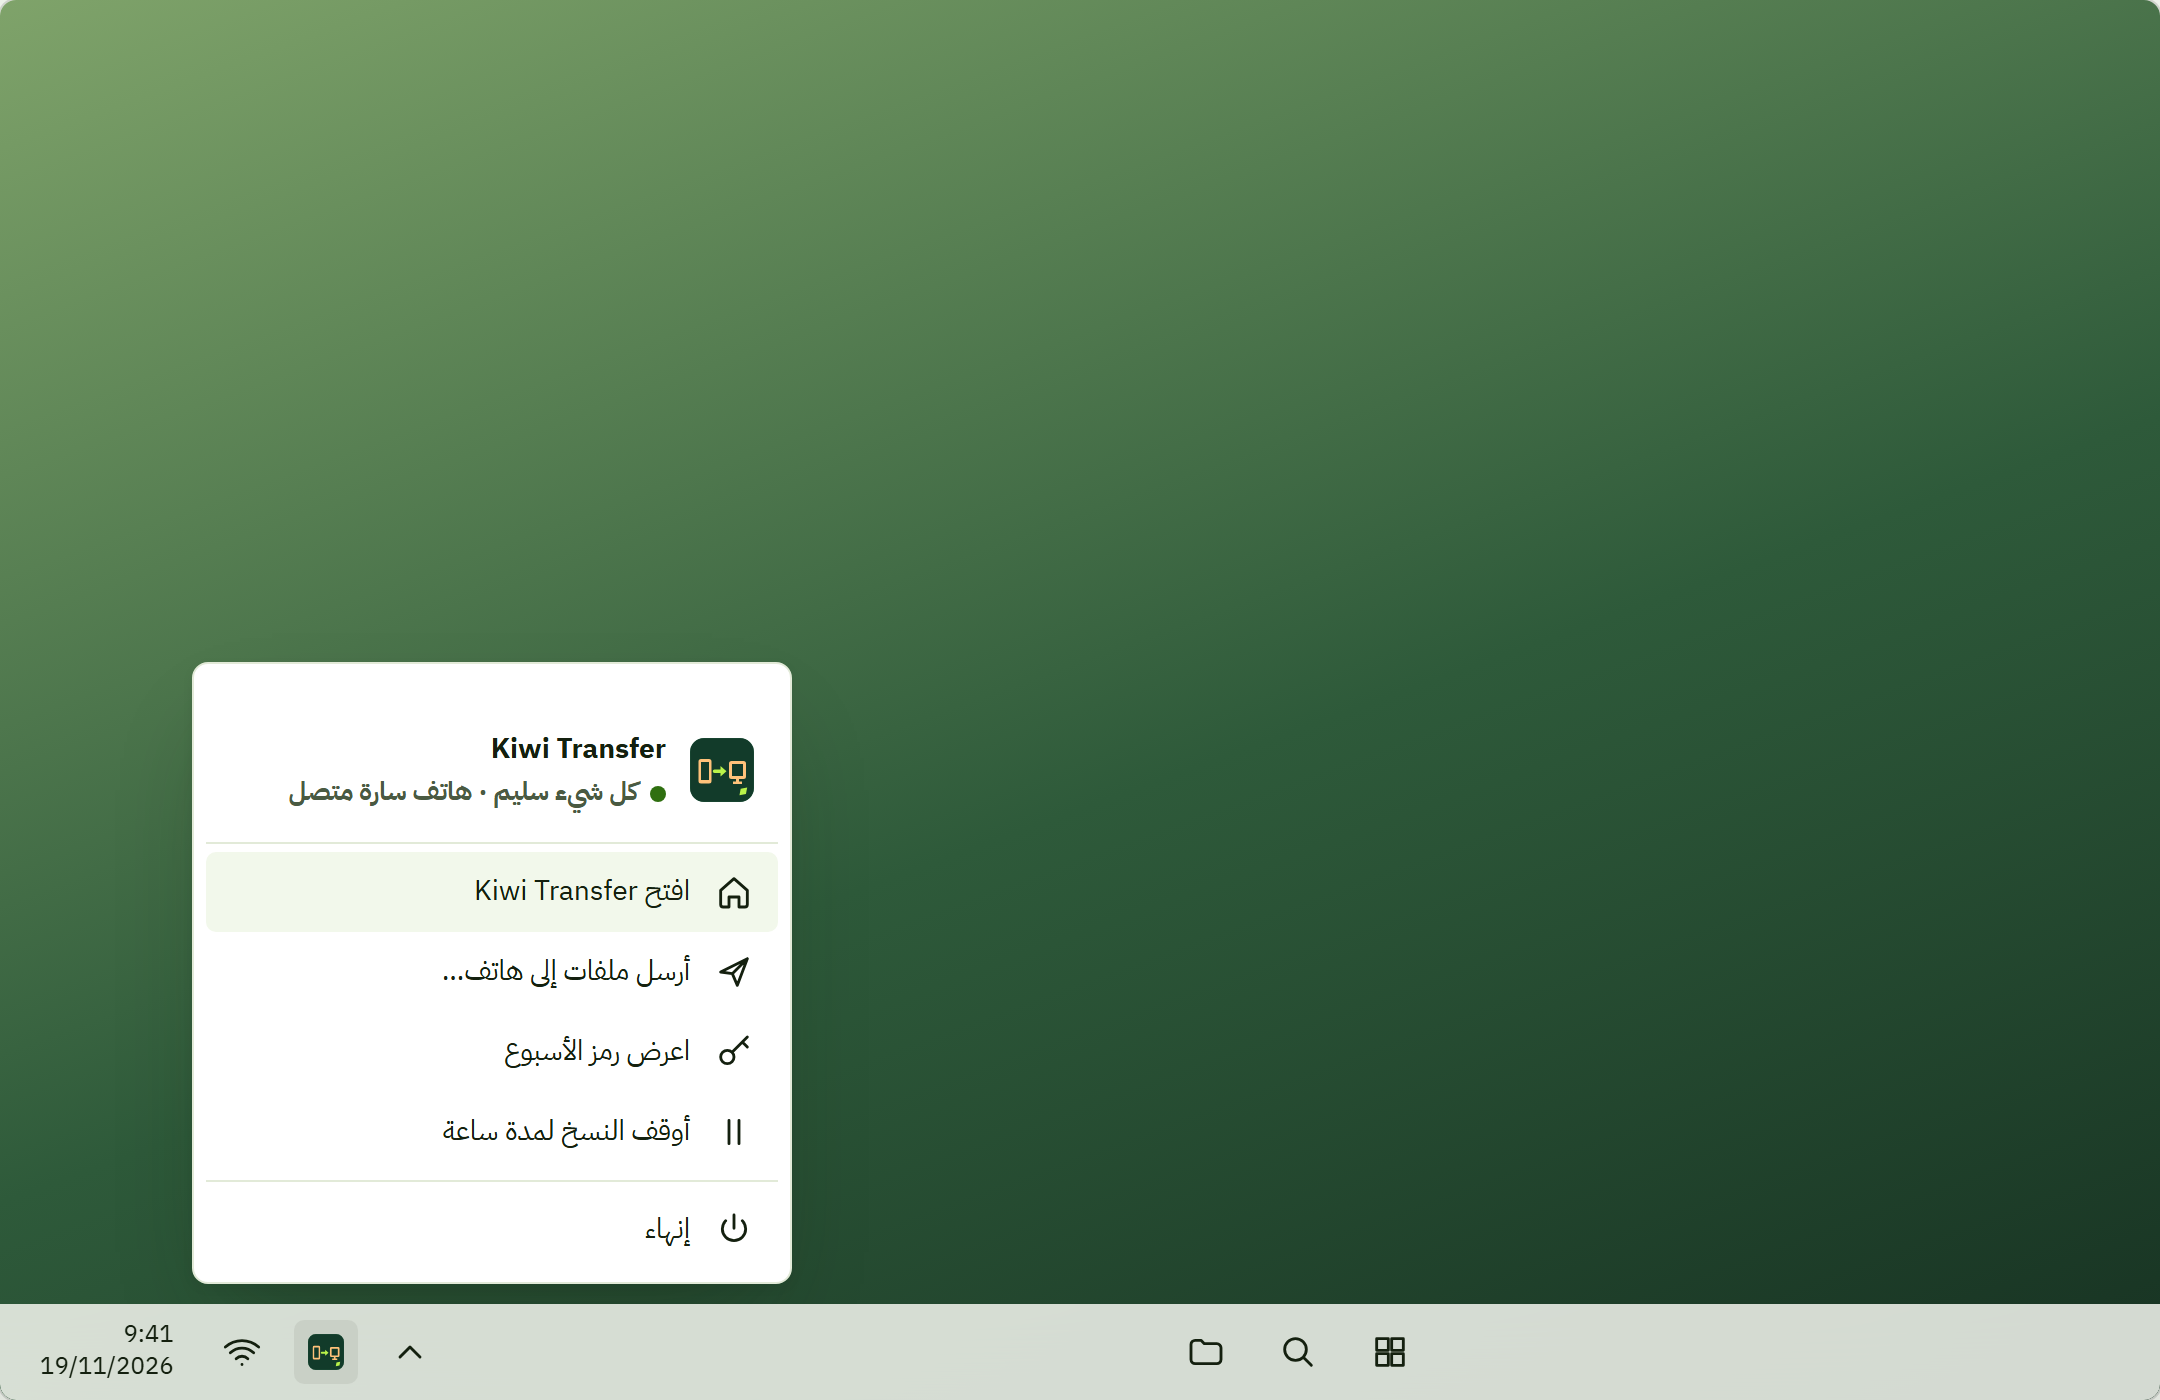 Kiwi Transfer
كل شيء سليم · هاتف سارة متصل
افتح Kiwi Transfer
أرسل ملفات إلى هاتف...
اعرض رمز الأسبوع
أوقف النسخ لمدة ساعة
إنهاء
9:41
19/11/2026